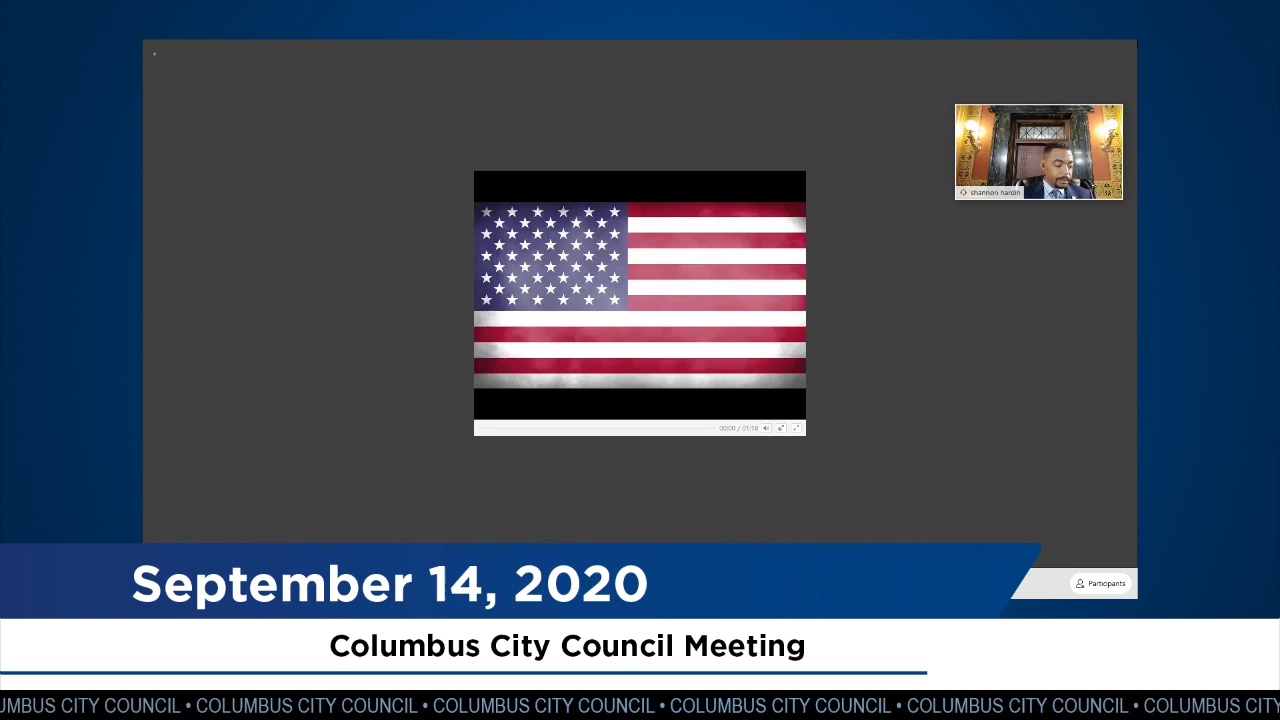 shannon hardin
00:00 / 01:18
Participants
September 14, 2020
Columbus City Council Meeting
UMBUS CITY COUNCIL • COLUMBUS CITY COUNCIL • COLUMBUS CITY COUNCIL • COLUMBUS CITY COUNCIL • COLUMBUS CITY COUNCIL • COLUMBUS CITY